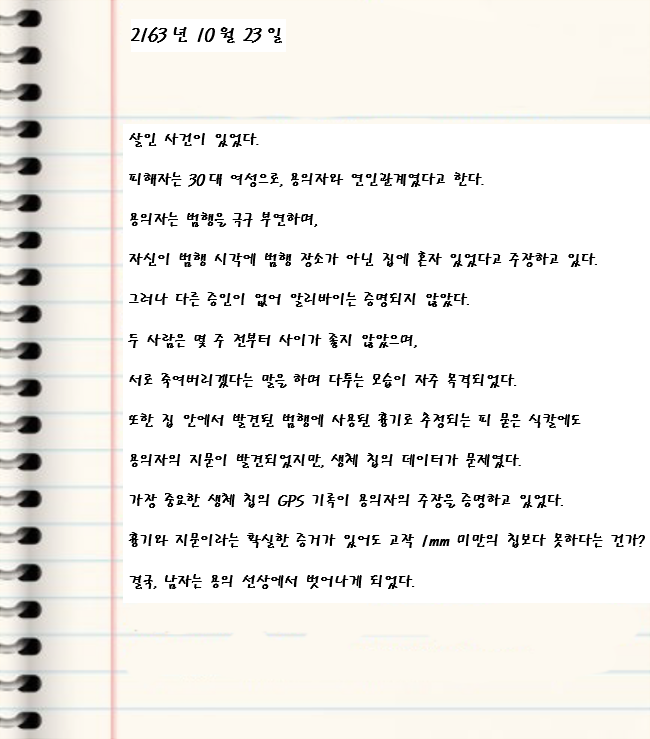 2163년 10월 23일
살인 사건이 있었다.
피해자는 30대 여성으로, 용의자와 연인관계였다고 한다.
용의자는 범행을 극구 부연하며,
자신이 범행 시각에 범행 장소가 아닌 집에 혼자 있었다고 주장하고 있다.
그러나 다른 증인이 없어 알리바이는 증명되지 않았다.
두 사람은 몇 주 전부터 사이가 좋지 않았으며,
서로 죽여버리겠다는 말을 하며 다투는 모습이 자주 목격되었다.
또한 집 안에서 발견된 범행에 사용된 흉기로 추정되는 피 묻은 식칼에도
용의자의 지문이 발견되었지만, 생체 칩의 데이터가 문제였다.
가장 중요한 생체 칩의 GPS 기록이 용의자의 주장을 증명하고 있었다.
흉기와 지문이라는 확실한 증거가 있어도 고작 1mm 미만의 칩보다 못하다는 건가?
결국, 남자는 용의 선상에서 벗어나게 되었다.